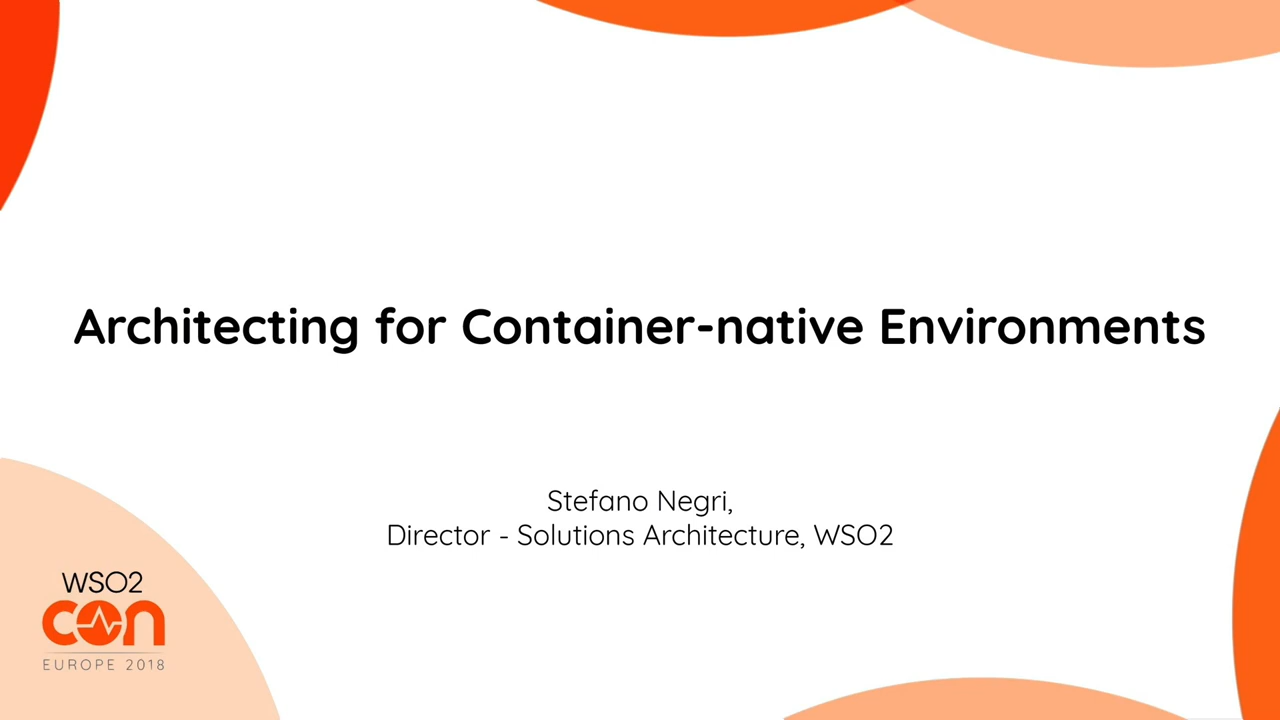 Architecting for Container-native Environments
Stefano Negri,
Director - Solutions Architecture, WSO2
WSO2
con
EUROPE 2018